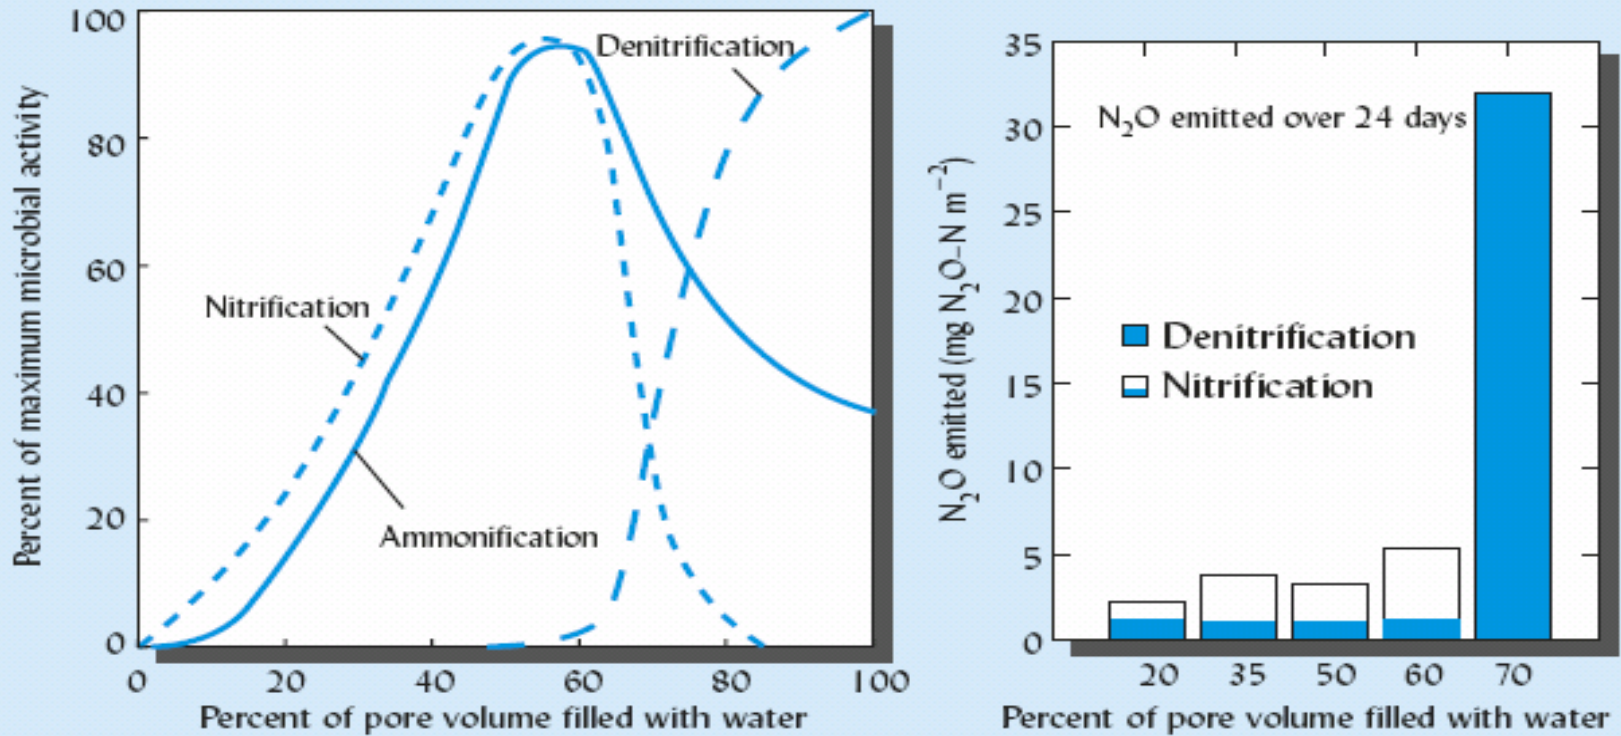 Percent of maximum microbial activity
100
80
60
40
20
0
Denitrification
Nitrification
Ammonification
0 20 40 60 80 100
Percent of pore volume filled with water
N₂O emitted (mg N₂O–N m⁻²)
35
30
25
20
15
10
5
0
N₂O emitted over 24 days
Denitrification
Nitrification
20 35 50 60 70
Percent of pore volume filled with water